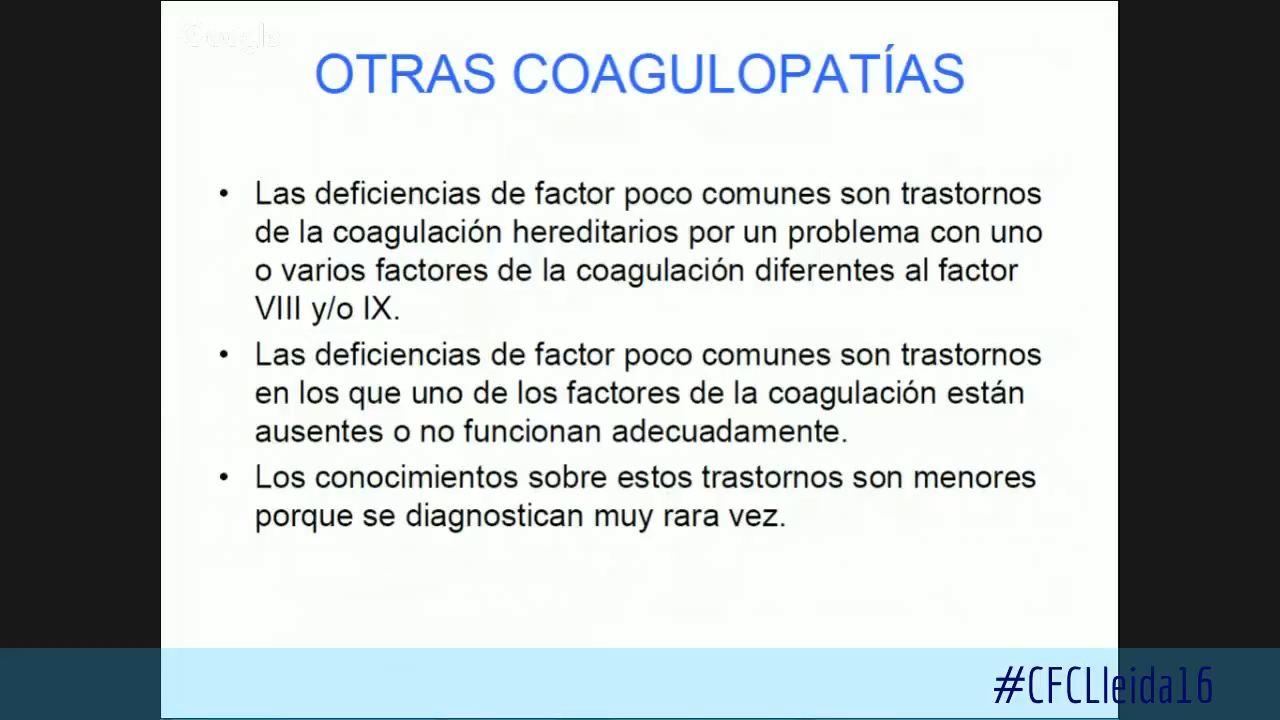 Google
OTRAS COAGULOPATÍAS
• Las deficiencias de factor poco comunes son trastornos
de la coagulación hereditarios por un problema con uno
o varios factores de la coagulación diferentes al factor
VIII y/o IX.
• Las deficiencias de factor poco comunes son trastornos
en los que uno de los factores de la coagulación están
ausentes o no funcionan adecuadamente.
• Los conocimientos sobre estos trastornos son menores
porque se diagnostican muy rara vez.
#CFCLleida16